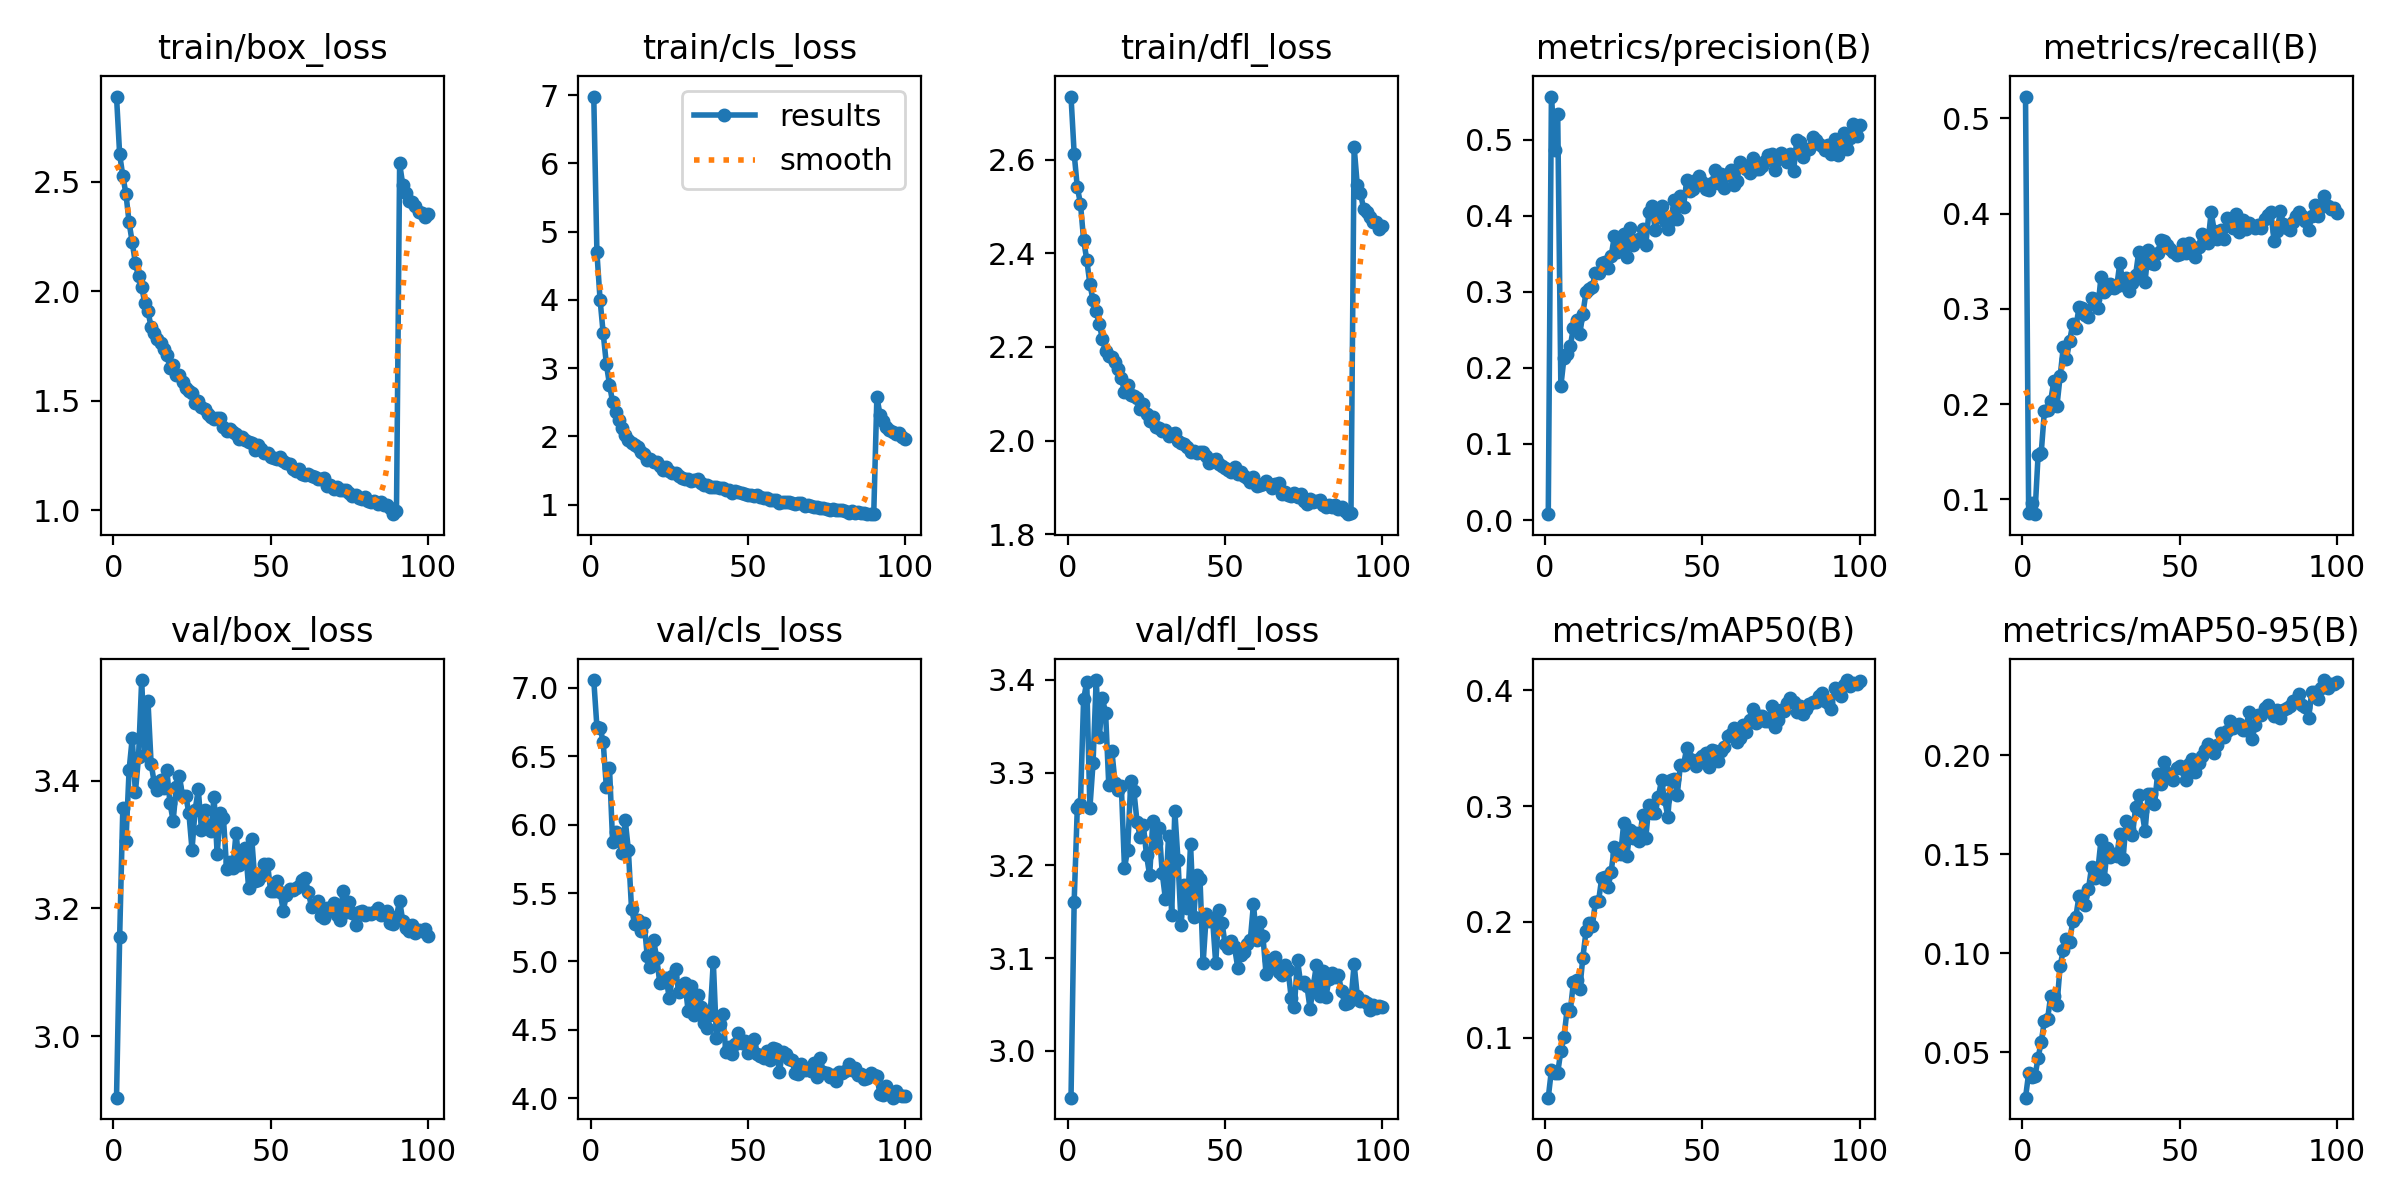 train/box_loss
2.5
2.0
1.5
1.0
0 50 100
train/cls_loss
results
smooth
7
6
5
4
3
2
1
0 50 100
train/dfl_loss
2.6
2.4
2.2
2.0
1.8
0 50 100
metrics/precision(B)
0.5
0.4
0.3
0.2
0.1
0.0
0 50 100
metrics/recall(B)
0.5
0.4
0.3
0.2
0.1
0 50 100
val/box_loss
3.4
3.2
3.0
0 50 100
val/cls_loss
7.0
6.5
6.0
5.5
5.0
4.5
4.0
0 50 100
val/dfl_loss
3.4
3.3
3.2
3.1
3.0
0 50 100
metrics/mAP50(B)
0.4
0.3
0.2
0.1
0 50 100
metrics/mAP50-95(B)
0.20
0.15
0.10
0.05
0 50 100